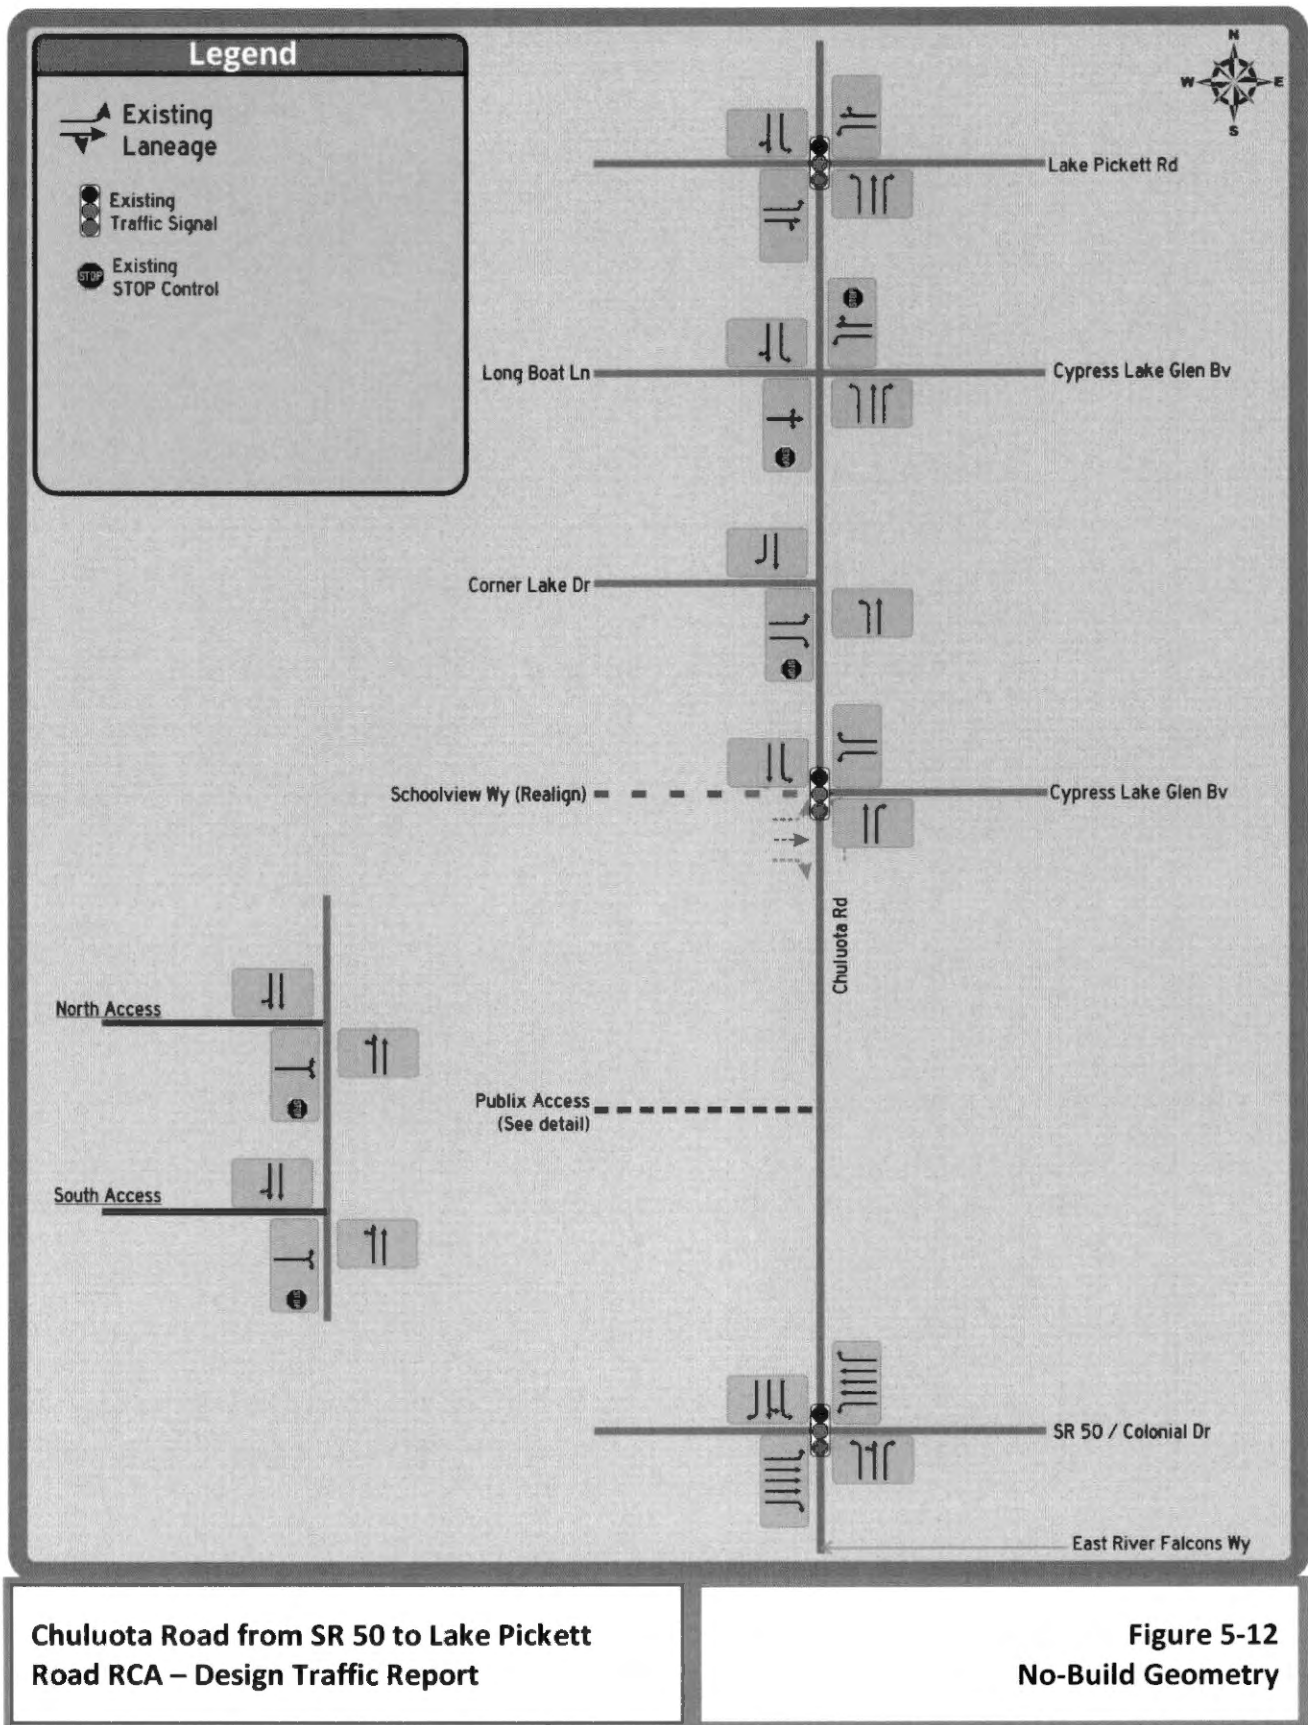 Legend
Existing
Laneage
Existing
Traffic Signal
STOP
Existing
STOP Control
N
W
E
S
Lake Pickett Rd
STOP
Long Boat Ln
Cypress Lake Glen Bv
Corner Lake Dr
Schoolview Wy (Realign)
Cypress Lake Glen Bv
Chuluota Rd
North Access
Publix Access
(See detail)
South Access
SR 50 / Colonial Dr
East River Falcons Wy
Chuluota Road from SR 50 to Lake Pickett
Road RCA – Design Traffic Report
Figure 5-12
No-Build Geometry